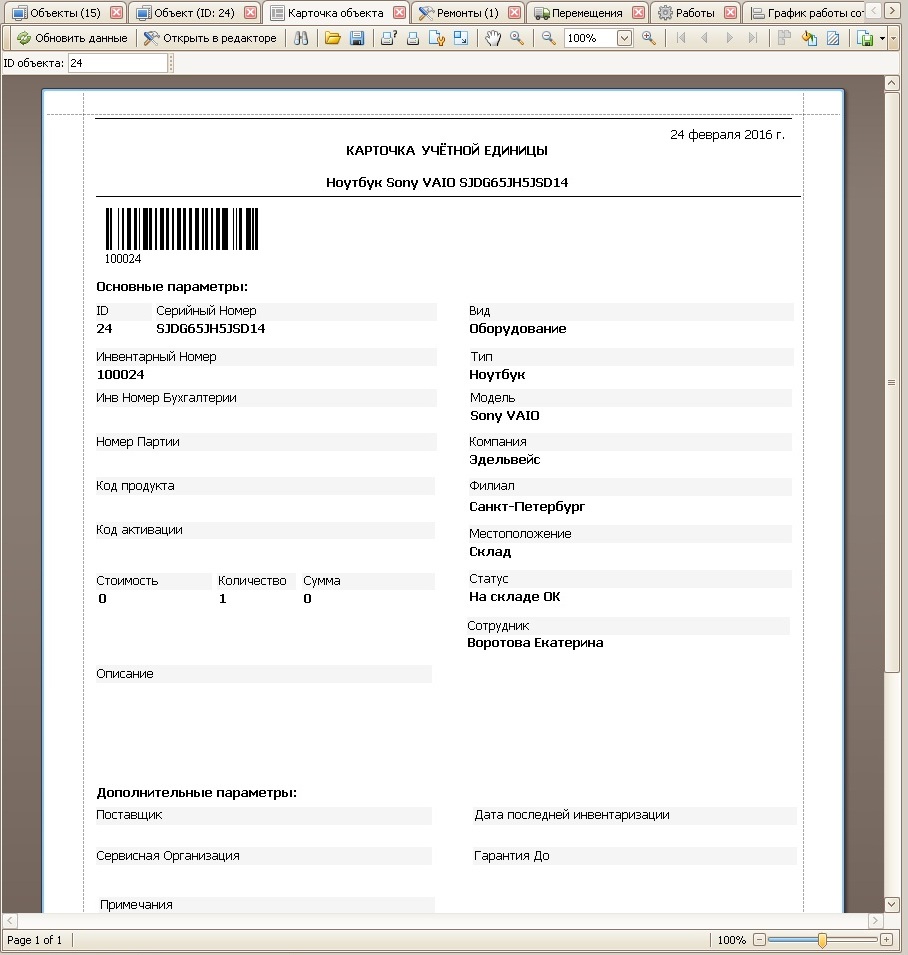 Объекты (15) Объект (ID: 24) Карточка объекта Ремонты (1) Перемещения Работы График работы сот
Обновить данные Открыть в редакторе 100%
ID объекта: 24
24 февраля 2016 г.
КАРТОЧКА УЧЁТНОЙ ЕДИНИЦЫ
Ноутбук Sony VAIO SJDG65JH5JSD14
100024
Основные параметры:
ID Серийный Номер Вид
24 SJDG65JH5JSD14 Оборудование
Инвентарный Номер Тип
100024 Ноутбук
Инв Номер Бухгалтерии Модель
Sony VAIO
Номер Партии Компания
Эдельвейс
Код продукта Филиал
Санкт-Петербург
Код активации Местоположение
Склад
Стоимость Количество Сумма Статус
0 1 0 На складе ОК
Сотрудник
Воротова Екатерина
Описание
Дополнительные параметры:
Поставщик Дата последней инвентаризации
Сервисная Организация Гарантия До
Примечания
Page 1 of 1 100%